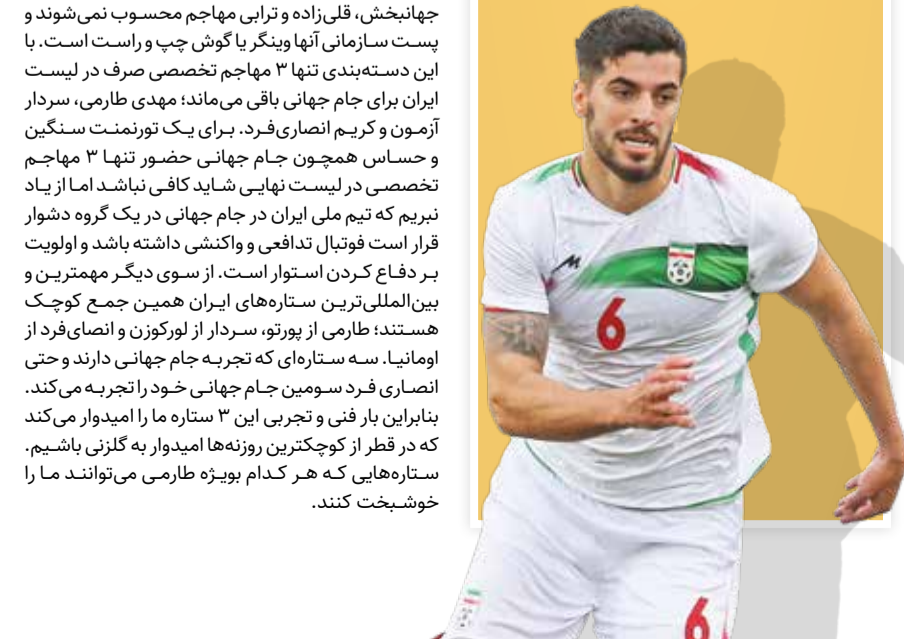 جهانبخش، قلی‌زاده و ترابی مهاجم محسوب نمی‌شوند و
پست سازمانی آنها وینگر یا گوش چپ و راست است. با
این دسته‌بندی تنها ۳ مهاجم تخصصی صرف در لیست
ایران برای جام جهانی باقی می‌ماند؛ مهدی طارمی، سردار
آزمون و کریم انصاری‌فرد. برای یک تورنمنت سنگین
و حساس همچون جام جهانی حضور تنها ۳ مهاجم
تخصصی در لیست نهایی شاید کافی نباشد اما از یاد
نبریم که تیم ملی ایران در جام جهانی در یک گروه دشوار
قرار است فوتبال تدافعی و واکنشی داشته باشد و اولویت
بر دفاع کردن استوار است. از سوی دیگر مهمترین و
بین‌المللی‌ترین ستاره‌های ایران همین جمع کوچک
هستند؛ طارمی از پورتو، سردار از لورکوزن و انصای‌فرد از
اومانیا. سه ستاره‌ای که تجربه جام جهانی دارند و حتی
انصاری فرد سومین جام جهانی خود را تجربه می‌کند.
بنابراین بار فنی و تجربی این ۳ ستاره ما را امیدوار می‌کند
که در قطر از کوچکترین روزنه‌ها امیدوار به گلزنی باشیم.
ستاره‌هایی که هر کدام بویژه طارمی می‌توانند ما را
خوشبخت کنند.
6
6